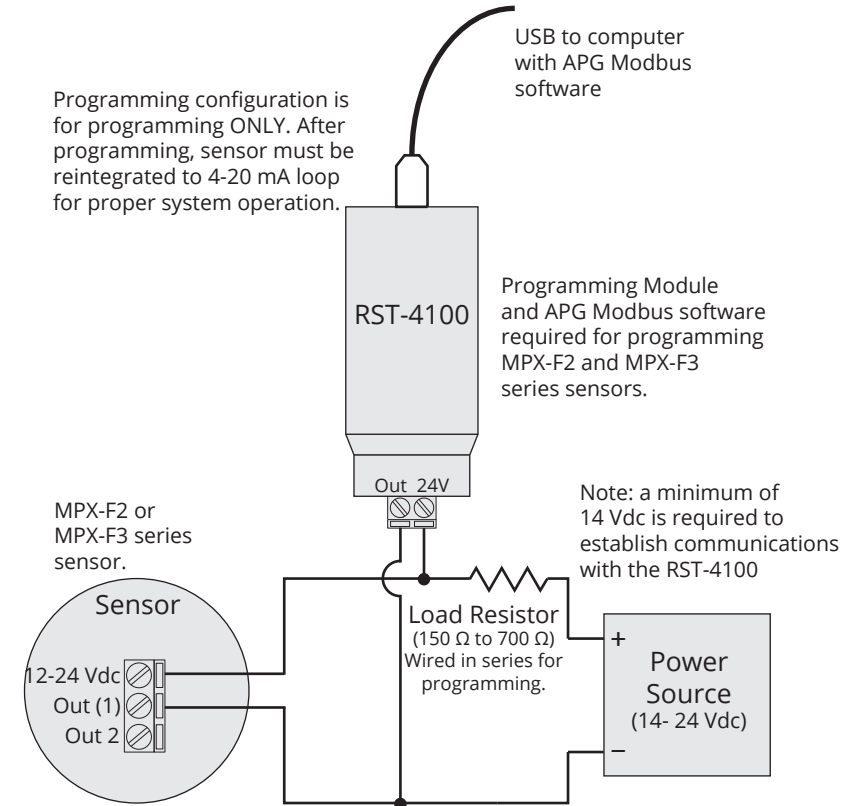 USB to computer
with APG Modbus
software
Programming configuration is
for programming ONLY. After
programming, sensor must be
reintegrated to 4-20 mA loop
for proper system operation.
RST-4100
Programming Module
and APG Modbus software
required for programming
MPX-F2 and MPX-F3
series sensors.
Out 24V
MPX-F2 or
MPX-F3 series
sensor.
Note: a minimum of
14 Vdc is required to
establish communications
with the RST-4100
Sensor
Load Resistor
(150 Ω to 700 Ω)
Wired in series for
programming.
12-24 Vdc
Out (1)
Out 2
+
Power
Source
(14- 24 Vdc)
−